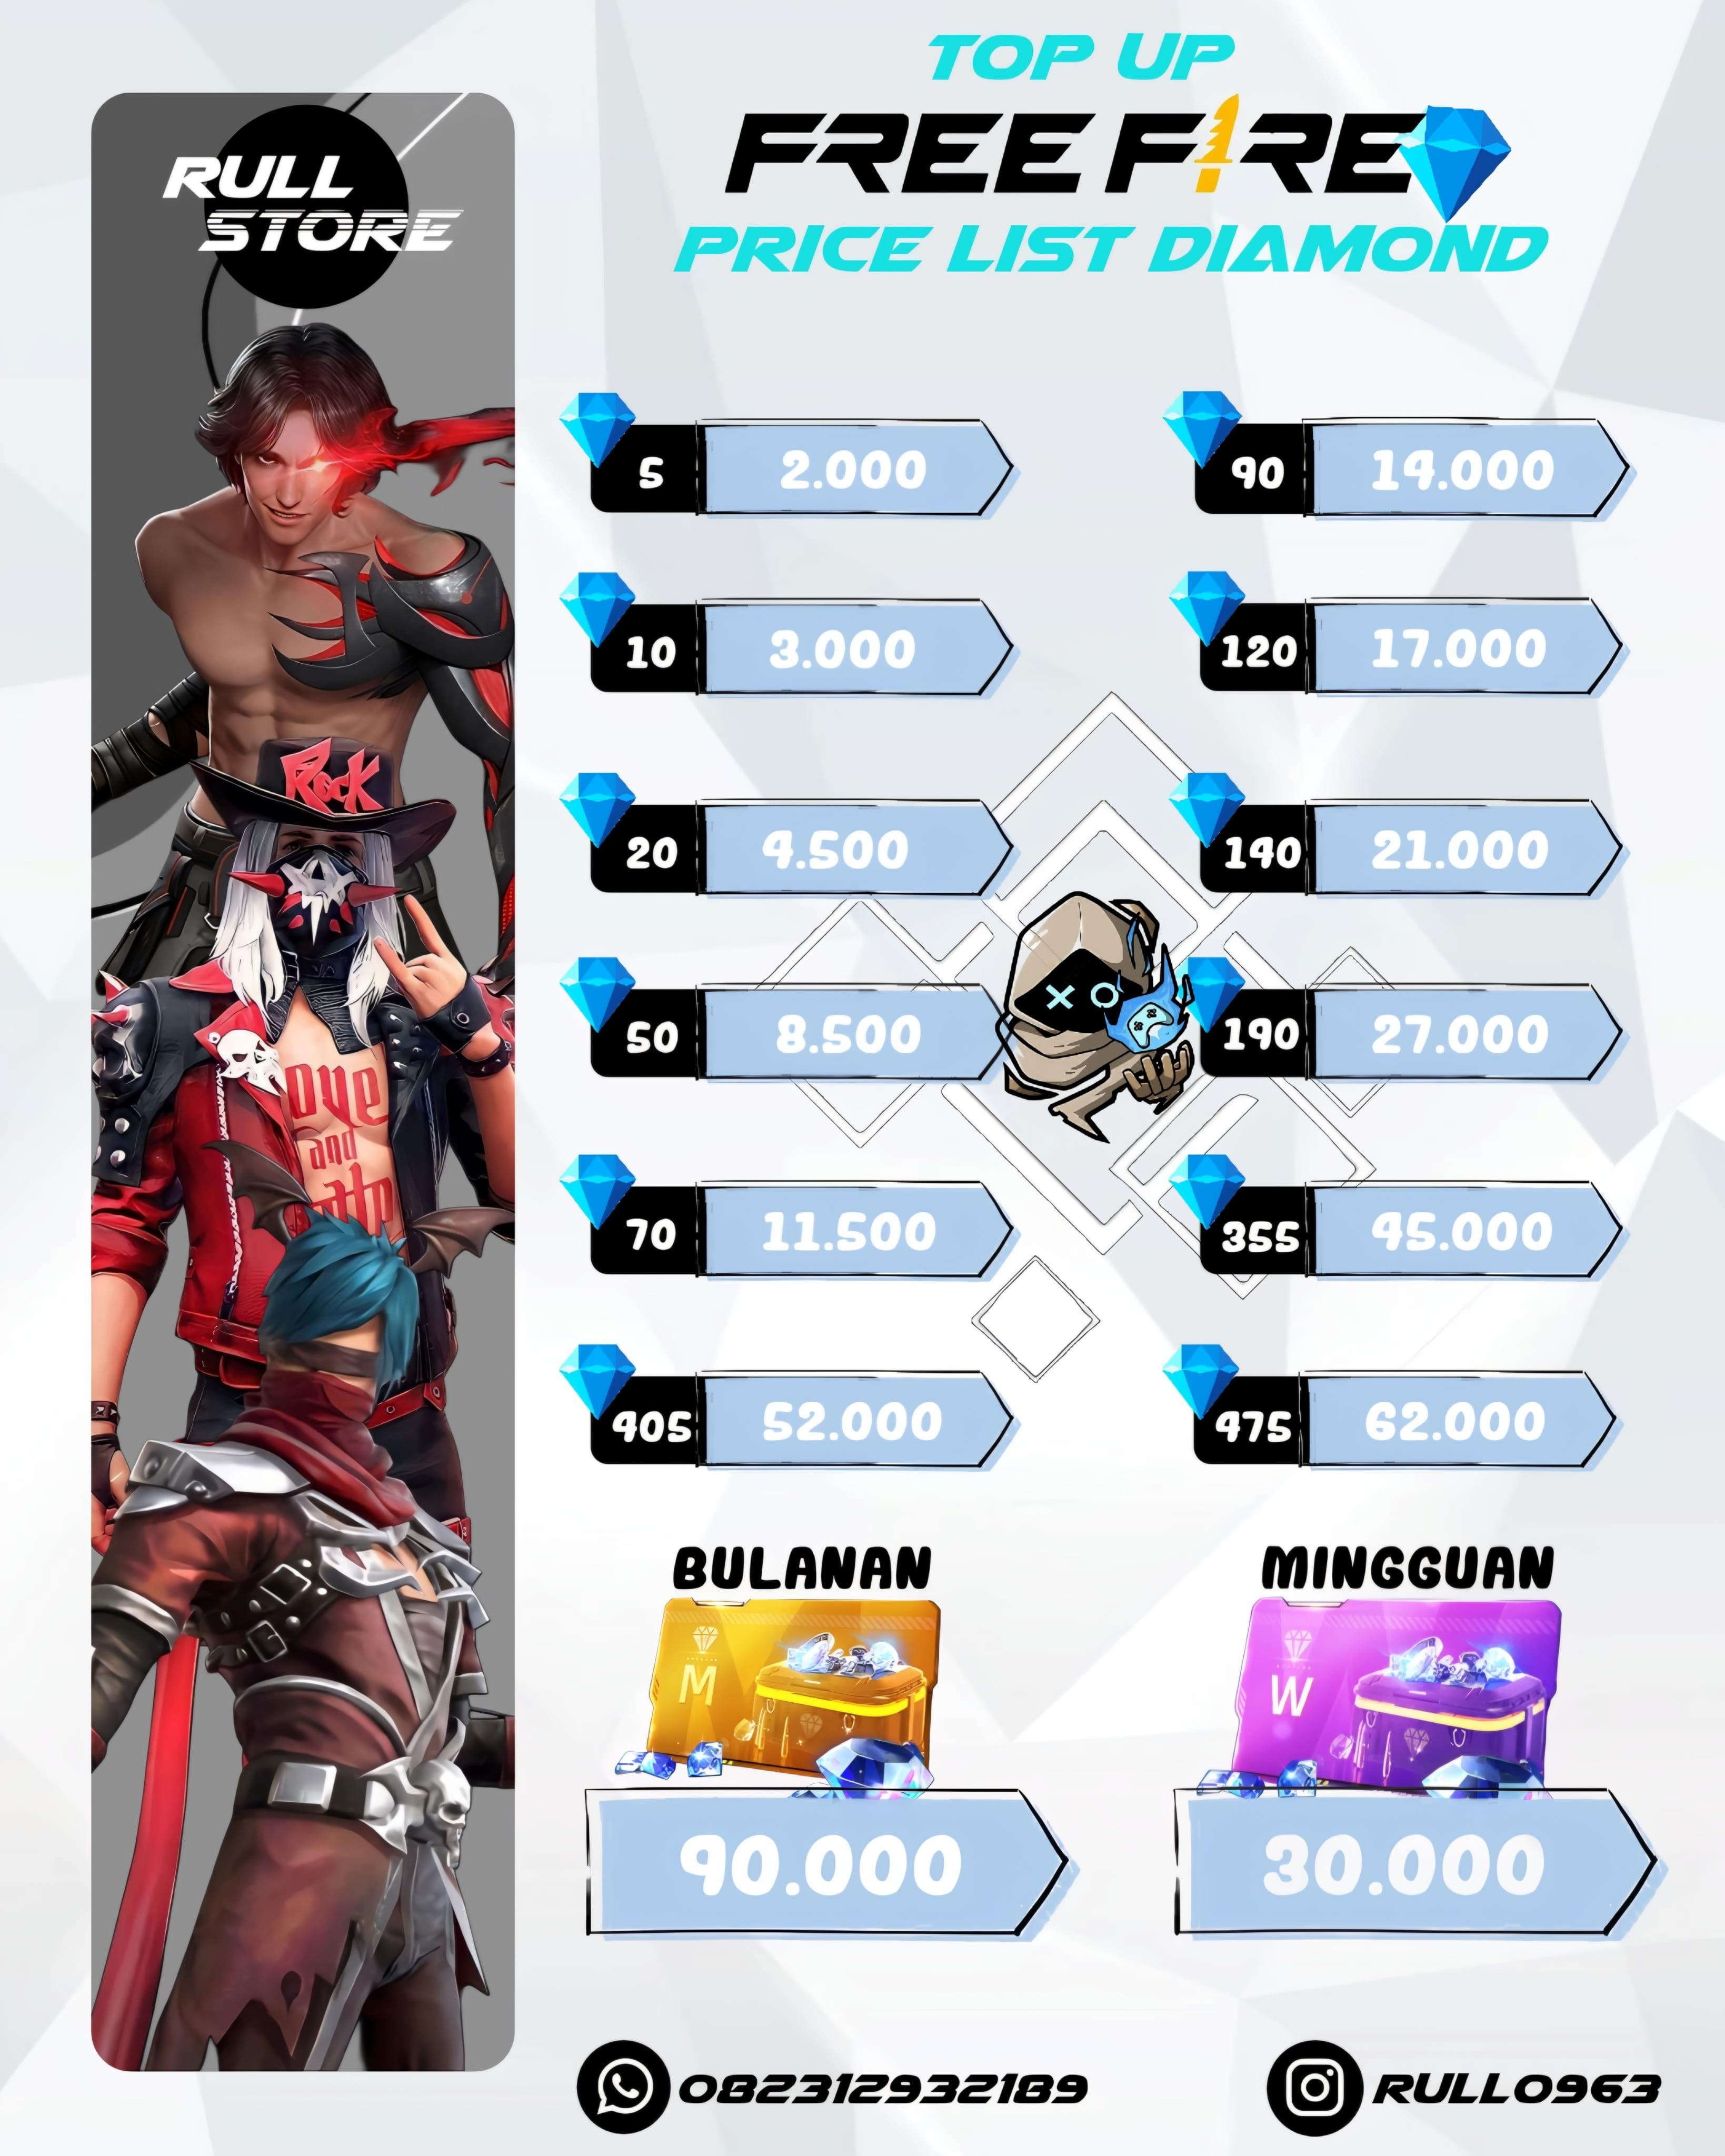 RULL
STORE
TOP UP
FREE FIRE
PRICE LIST DIAMOND
5 2.000
90 14.000
10 3.000
120 17.000
20 4.500
140 21.000
50 8.500
190 27.000
70 11.500
355 45.000
405 52.000
475 62.000
ROCK
Love
and
BULANAN
MINGGUAN
M
W
90.000
30.000
082312932189
RULL0963